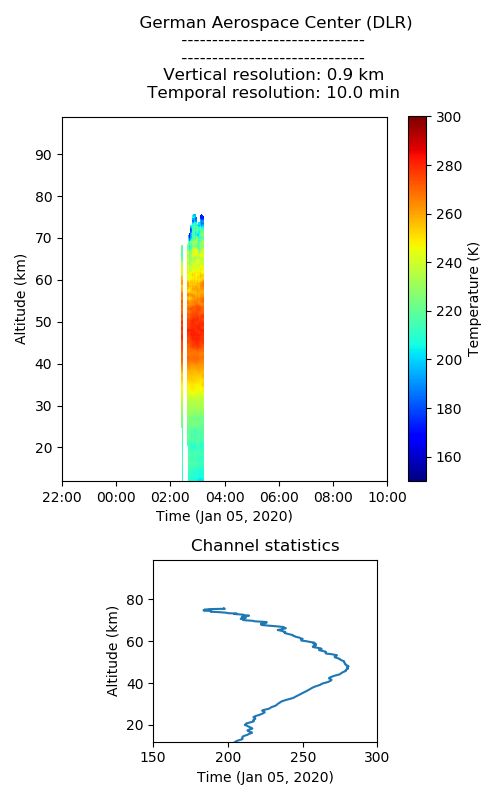 German Aerospace Center (DLR)
------------------------------
------------------------------
Vertical resolution: 0.9 km
Temporal resolution: 10.0 min
90
80
70
60
50
40
30
20
Altitude (km)
22:00 00:00 02:00 04:00 06:00 08:00 10:00
Time (Jan 05, 2020)
300
280
260
240
220
200
180
160
Temperature (K)
Channel statistics
80
60
40
20
Altitude (km)
150 200 250 300
Time (Jan 05, 2020)